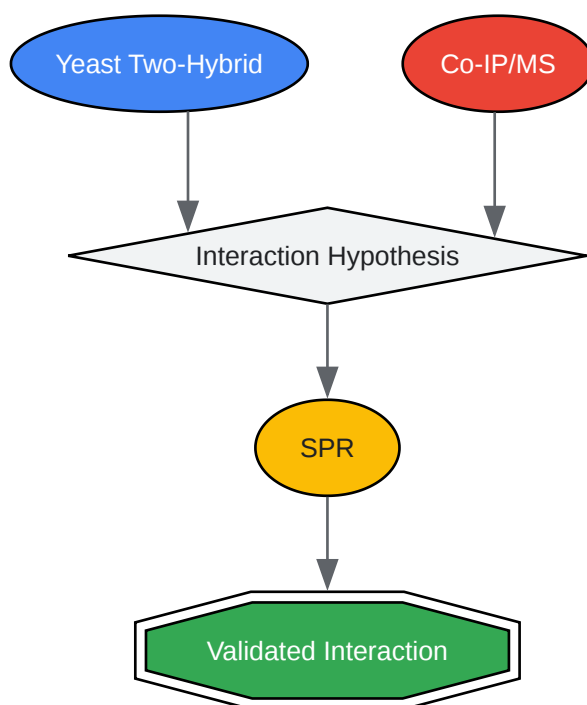 Yeast Two-Hybrid
Co-IP/MS
Interaction Hypothesis
SPR
Validated Interaction